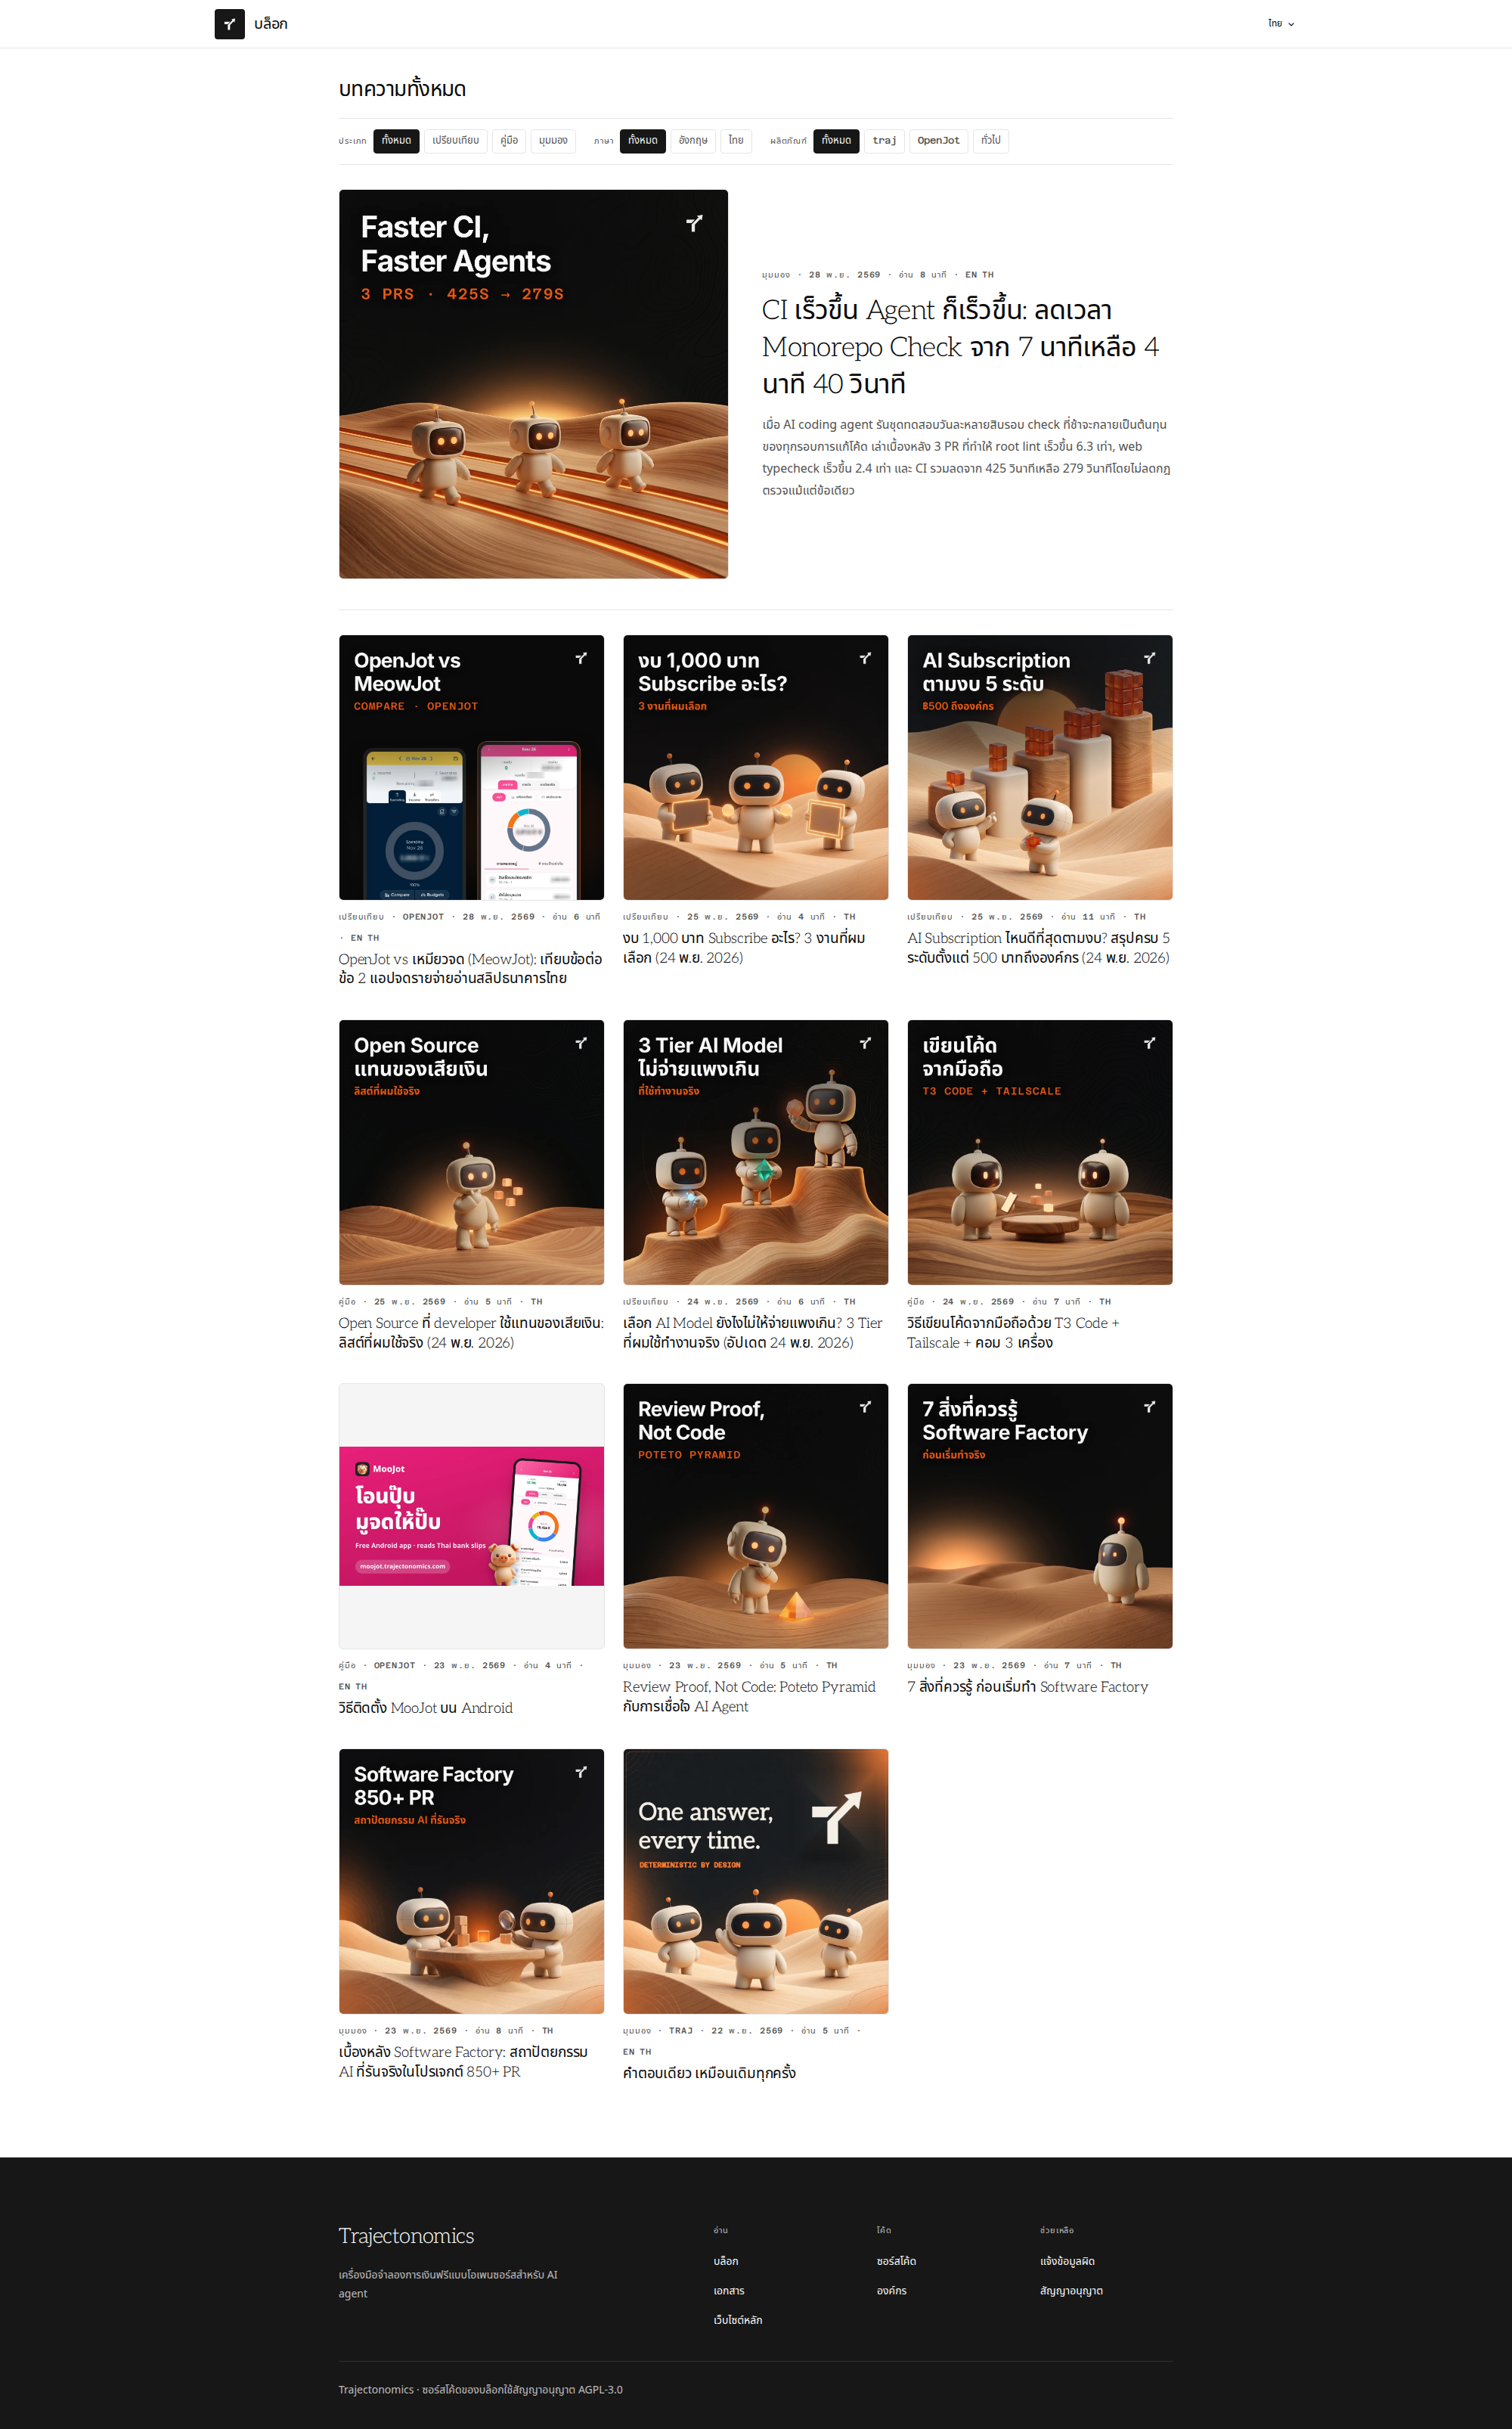 บล็อก
ไทย
บทความทั้งหมด
ประเภท ทั้งหมด เปรียบเทียบ คู่มือ มุมมอง ภาษา ทั้งหมด อังกฤษ ไทย ผลิตภัณฑ์ ทั้งหมด traj OpenJot ทั่วไป
Faster CI,
Faster Agents
3 PRS · 425S → 279S
มุมมอง · 28 พ.ย. 2569 · อ่าน 8 นาที · EN TH
CI เร็วขึ้น Agent ก็เร็วขึ้น: ลดเวลา
Monorepo Check จาก 7 นาทีเหลือ 4
นาที 40 วินาที
เมื่อ AI coding agent รันชุดทดสอบวันละหลายสิบรอบ check ที่ช้าจะกลายเป็นต้นทุน
ของทุกรอบการแก้โค้ด เล่าเบื้องหลัง 3 PR ที่ทำให้ root lint เร็วขึ้น 6.3 เท่า, web
typecheck เร็วขึ้น 2.4 เท่า และ CI รวมลดจาก 425 วินาทีเหลือ 279 วินาทีโดยไม่ลดกฎ
ตรวจแม้แต่ข้อเดียว
OpenJot vs
MeowJot
COMPARE · OPENJOT
เปรียบเทียบ · OPENJOT · 28 พ.ย. 2569 · อ่าน 6 นาที
· EN TH
OpenJot vs เหมียวจด (MeowJot): เทียบข้อต่อ
ข้อ 2 แอปจดรายจ่ายอ่านสลิปธนาคารไทย
งบ 1,000 บาท
Subscribe อะไร?
3 งานที่ผมเลือก
เปรียบเทียบ · 25 พ.ย. 2569 · อ่าน 4 นาที · TH
งบ 1,000 บาท Subscribe อะไร? 3 งานที่ผม
เลือก (24 พ.ย. 2026)
AI Subscription
ตามงบ 5 ระดับ
฿500 ถึงองค์กร
เปรียบเทียบ · 25 พ.ย. 2569 · อ่าน 11 นาที · TH
AI Subscription ไหนดีที่สุดตามงบ? สรุปครบ 5
ระดับตั้งแต่ 500 บาทถึงองค์กร (24 พ.ย. 2026)
Open Source
แทนของเสียเงิน
ลิสต์ที่ผมใช้จริง
คู่มือ · 25 พ.ย. 2569 · อ่าน 5 นาที · TH
Open Source ที่ developer ใช้แทนของเสียเงิน:
ลิสต์ที่ผมใช้จริง (24 พ.ย. 2026)
3 Tier AI Model
ไม่จ่ายแพงเกิน
ที่ใช้ทำงานจริง
เปรียบเทียบ · 24 พ.ย. 2569 · อ่าน 6 นาที · TH
เลือก AI Model ยังไงไม่ให้จ่ายแพงเกิน? 3 Tier
ที่ผมใช้ทำงานจริง (อัปเดต 24 พ.ย. 2026)
เขียนโค้ด
จากมือถือ
T3 CODE + TAILSCALE
คู่มือ · 24 พ.ย. 2569 · อ่าน 7 นาที · TH
วิธีเขียนโค้ดจากมือถือด้วย T3 Code +
Tailscale + คอม 3 เครื่อง
MooJot
โอนปุ๊บ
มูจดให้ปั๊บ
Free Android app · reads Thai bank slips
moojot.trajectonomics.com
คู่มือ · OPENJOT · 23 พ.ย. 2569 · อ่าน 4 นาที ·
EN TH
วิธีติดตั้ง MooJot บน Android
Review Proof,
Not Code
POTETO PYRAMID
มุมมอง · 23 พ.ย. 2569 · อ่าน 5 นาที · TH
Review Proof, Not Code: Poteto Pyramid
กับการเชื่อใจ AI Agent
7 สิ่งที่ควรรู้
Software Factory
ก่อนเริ่มทำจริง
มุมมอง · 23 พ.ย. 2569 · อ่าน 7 นาที · TH
7 สิ่งที่ควรรู้ ก่อนเริ่มทำ Software Factory
Software Factory
850+ PR
สถาปัตยกรรม AI ที่รันจริง
มุมมอง · 23 พ.ย. 2569 · อ่าน 8 นาที · TH
เบื้องหลัง Software Factory: สถาปัตยกรรม
AI ที่รันจริงในโปรเจกต์ 850+ PR
One answer,
every time.
DETERMINISTIC BY DESIGN
มุมมอง · TRAJ · 22 พ.ย. 2569 · อ่าน 5 นาที ·
EN TH
คำตอบเดียว เหมือนเดิมทุกครั้ง
Trajectonomics
เครื่องมือจำลองการเงินฟรีแบบโอเพนซอร์สสำหรับ AI
agent
อ่าน
บล็อก
เอกสาร
เว็บไซต์หลัก
โค้ด
ซอร์สโค้ด
องค์กร
ช่วยเหลือ
แจ้งข้อมูลผิด
สัญญาอนุญาต
Trajectonomics · ซอร์สโค้ดของบล็อกใช้สัญญาอนุญาต AGPL-3.0